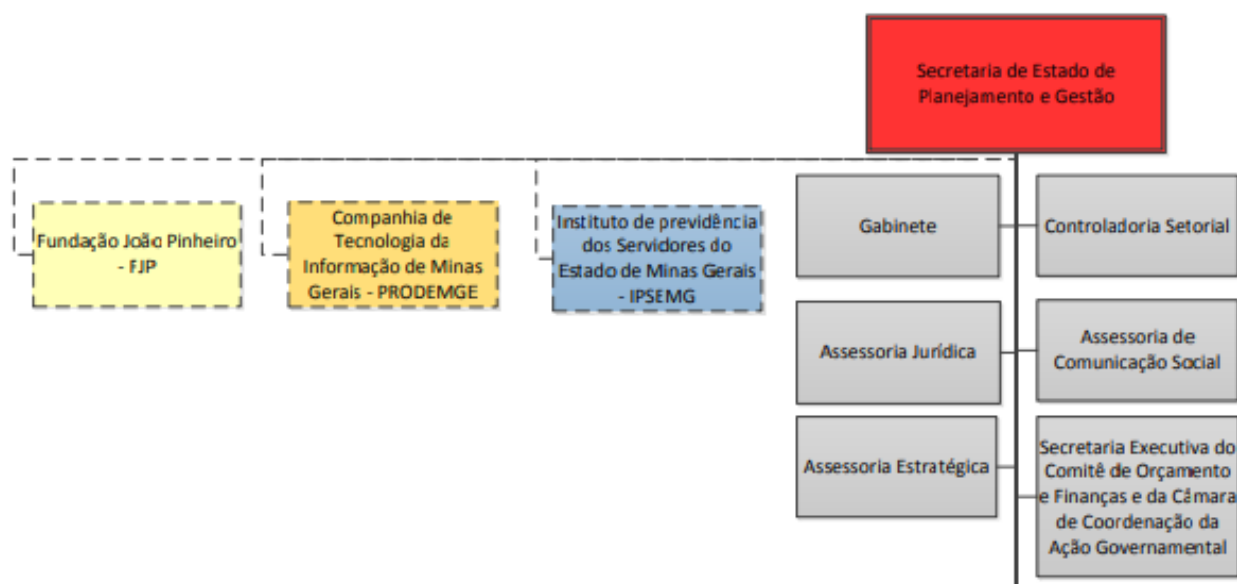 Secretaria de Estado de
Planejamento e Gestão
Fundação João Pinheiro
- FJP
Companhia de
Tecnologia da
Informação de Minas
Gerais - PRODEMGE
Instituto de previdência
dos Servidores do
Estado de Minas Gerais
- IPSEMG
Gabinete
Controladoria Setorial
Assessoria Jurídica
Assessoria de
Comunicação Social
Assessoria Estratégica
Secretaria Executiva do
Comitê de Orçamento
e Finanças e da Câmara
de Coordenação da
Ação Governamental